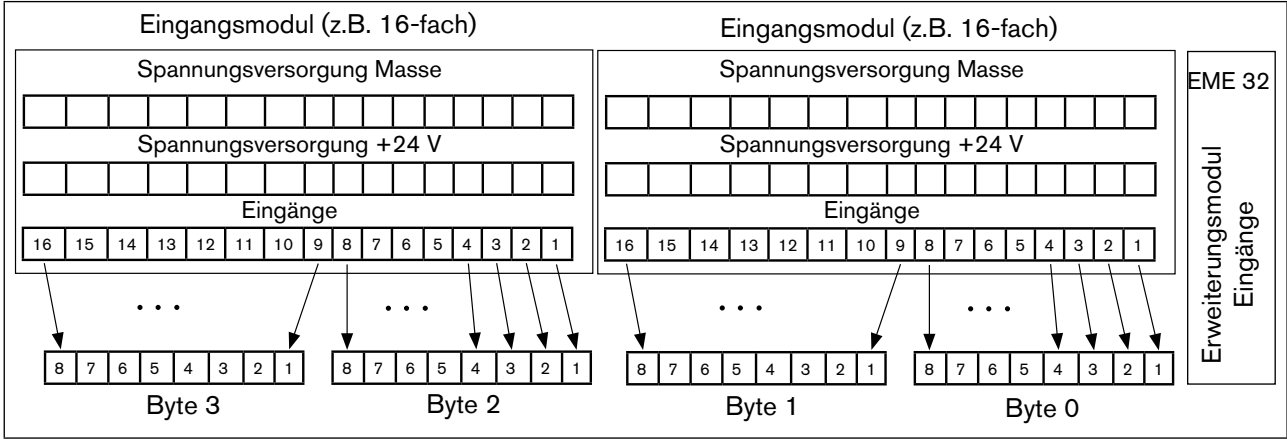 Eingangsmodul (z.B. 16-fach)
Spannungsversorgung Masse
Spannungsversorgung +24 V
Eingänge
16 15 14 13 12 11 10 9 8 7 6 5 4 3 2 1
. . . . . .
8 7 6 5 4 3 2 1 8 7 6 5 4 3 2 1
Byte 3 Byte 2
Eingangsmodul (z.B. 16-fach)
Spannungsversorgung Masse
Spannungsversorgung +24 V
Eingänge
16 15 14 13 12 11 10 9 8 7 6 5 4 3 2 1
. . . . . .
8 7 6 5 4 3 2 1 8 7 6 5 4 3 2 1
Byte 1 Byte 0
EME 32
Erweiterungsmodul
Eingänge